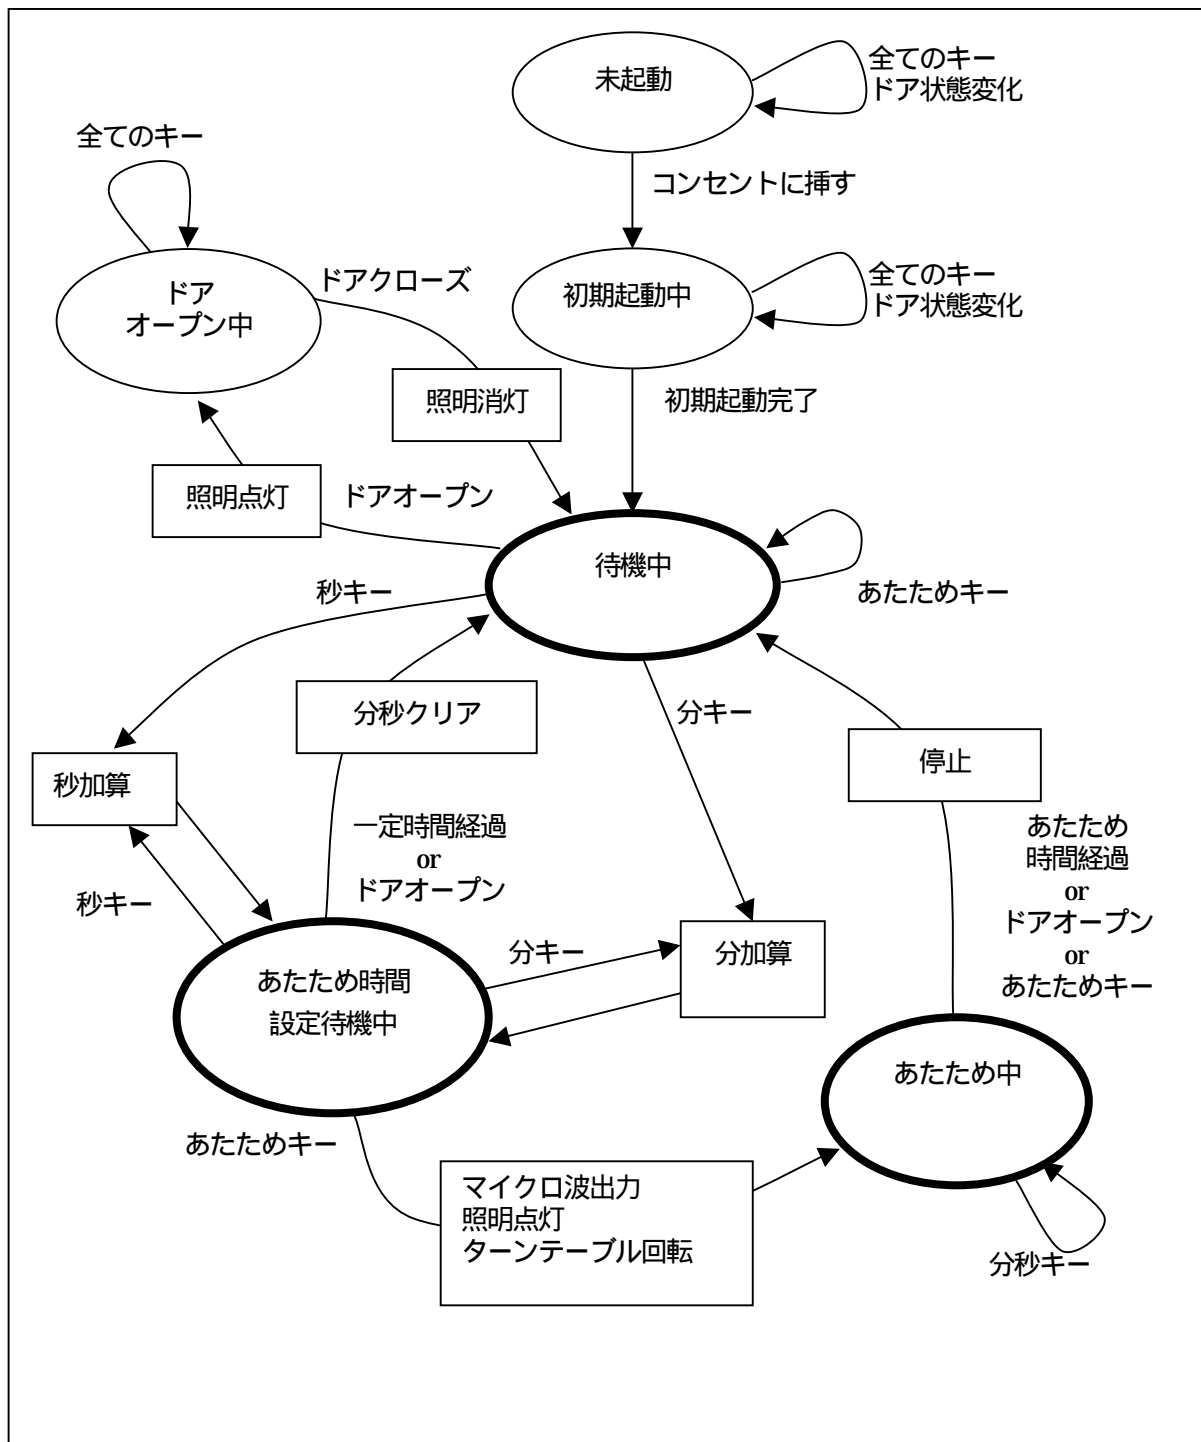 未起動
全てのキー
ドア状態変化
全てのキー
コンセントに挿す
ドア
オープン中
ドアクローズ
初期起動中
全てのキー
ドア状態変化
照明消灯
初期起動完了
照明点灯
ドアオープン
待機中
あたためキー
秒キー
分秒クリア
分キー
停止
秒加算
一定時間経過
or
ドアオープン
あたため
時間経過
or
ドアオープン
or
あたためキー
秒キー
分キー
分加算
あたため時間
設定待機中
あたため中
あたためキー
マイクロ波出力
照明点灯
ターンテーブル回転
分秒キー